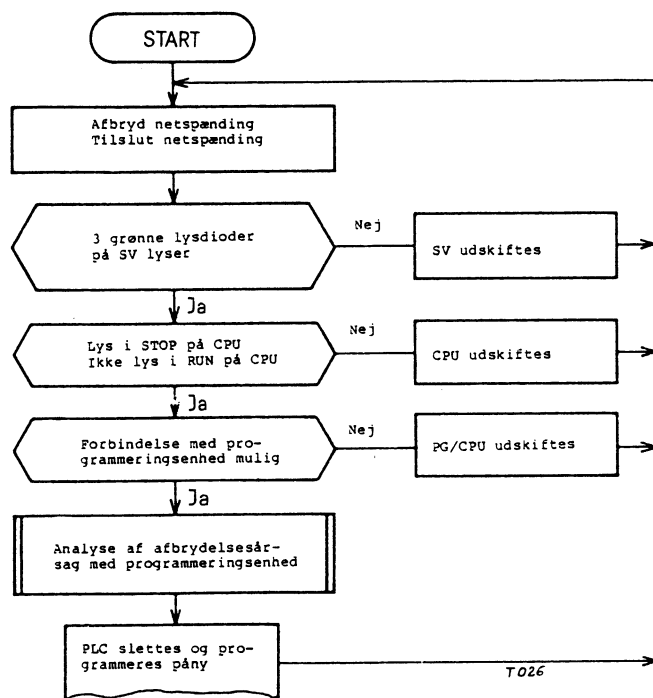 START
Afbryd netspænding
Tilslut netspænding
3 grønne lysdioder
på SV lyser
Nej
SV udskiftes
Ja
Lys i STOP på CPU
Ikke lys i RUN på CPU
Nej
CPU udskiftes
Ja
Forbindelse med pro-
grammeringsenhed mulig
Nej
PG/CPU udskiftes
Ja
Analyse af afbrydelsesår-
sag med programmeringsenhed
PLC slettes og pro-
grammeres påny
T026